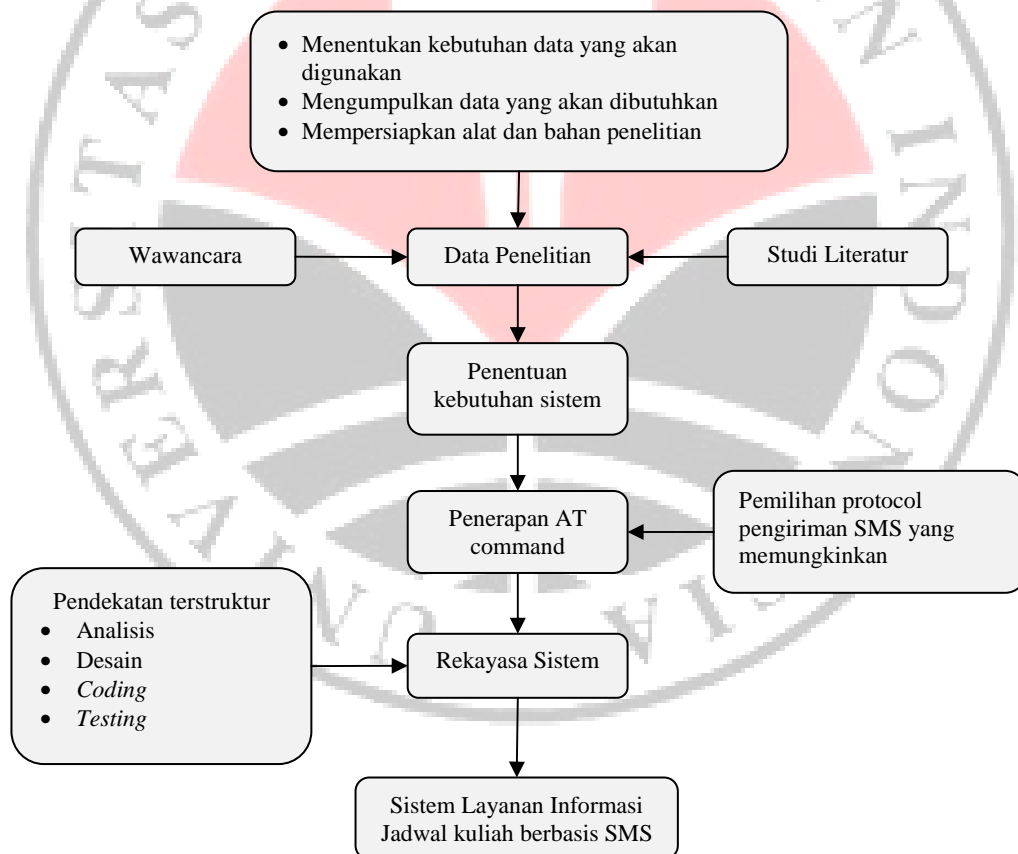 • Menentukan kebutuhan data yang akan
digunakan
• Mengumpulkan data yang akan dibutuhkan
• Mempersiapkan alat dan bahan penelitian
Wawancara
Data Penelitian
Studi Literatur
Penentuan
kebutuhan sistem
Penerapan AT
command
Pemilihan protocol
pengiriman SMS yang
memungkinkan
Pendekatan terstruktur
• Analisis
• Desain
• Coding
• Testing
Rekayasa Sistem
Sistem Layanan Informasi
Jadwal kuliah berbasis SMS